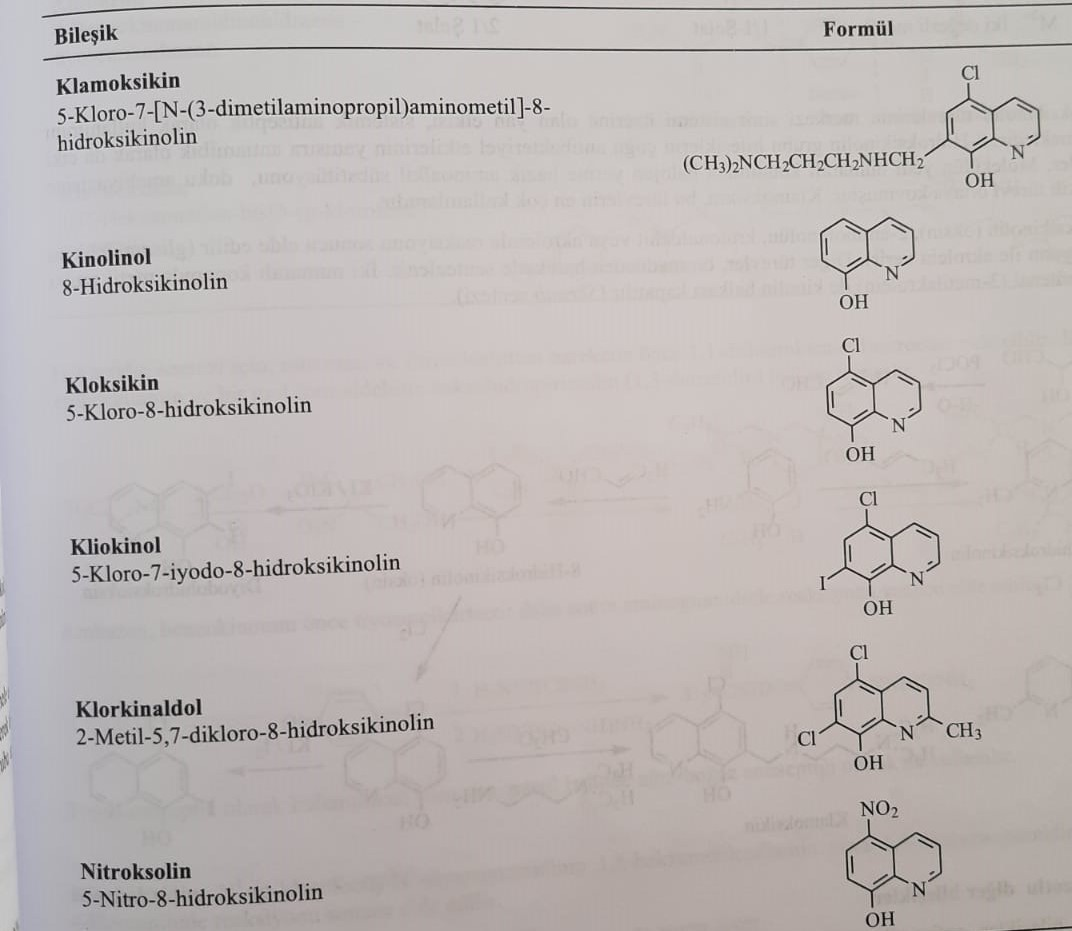 Bileşik Formül
Klamoksikin
5-Kloro-7-[N-(3-dimetilaminopropil)aminometil]-8-
hidroksikinolin
Cl
N
(CH₃)₂NCH₂CH₂CH₂NHCH₂
OH
Kinolinol
8-Hidroksikinolin
N
OH
Cl
Kloksikin
5-Kloro-8-hidroksikinolin
N
OH
Cl
Kliokinol
5-Kloro-7-iyodo-8-hidroksikinolin
I N
OH
Cl
Klorkinaldol
2-Metil-5,7-dikloro-8-hidroksikinolin
Cl N CH₃
OH
NO₂
Nitroksolin
5-Nitro-8-hidroksikinolin
N
OH